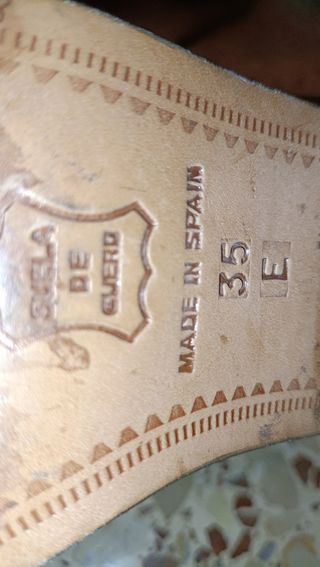 SUELA
DE
CUERO
MADE IN SPAIN
35
E